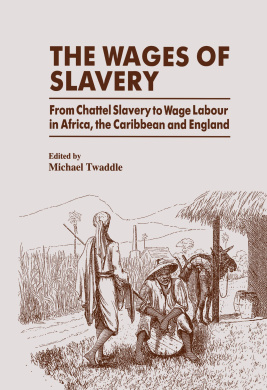 THE WAGES OF
SLAVERY
From Chattel Slavery to Wage Labour
in Africa, the Caribbean and England
Edited by
Michael Twaddle